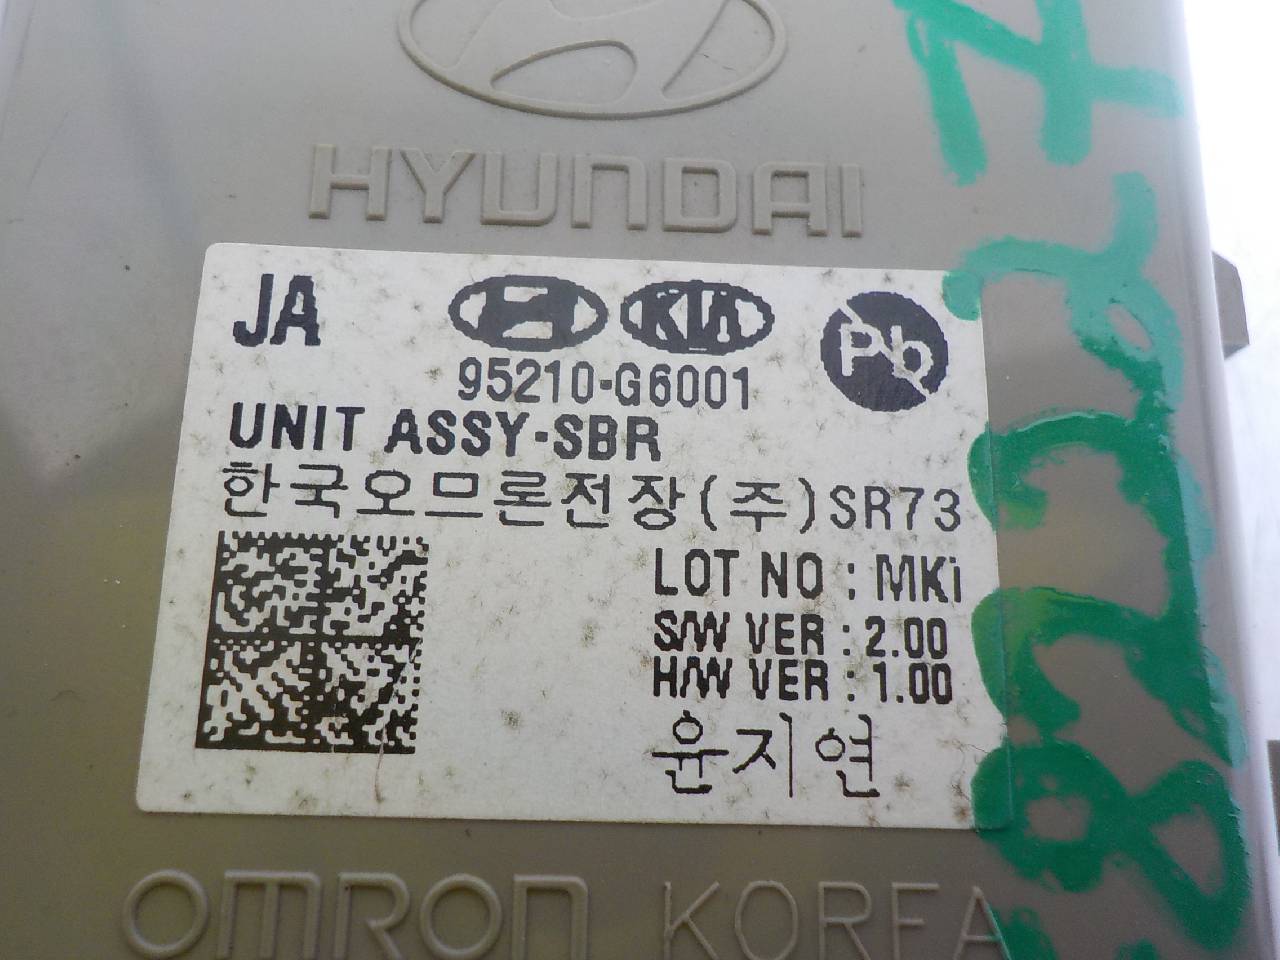 HYUNDAI
JA
KIA
Pb
95210-G6001
UNIT ASSY-SBR
한국오므론전장(주)SR73
LOT NO : MKi
S/W VER : 2.00
H/W VER : 1.00
윤지연
OMRON KOREA